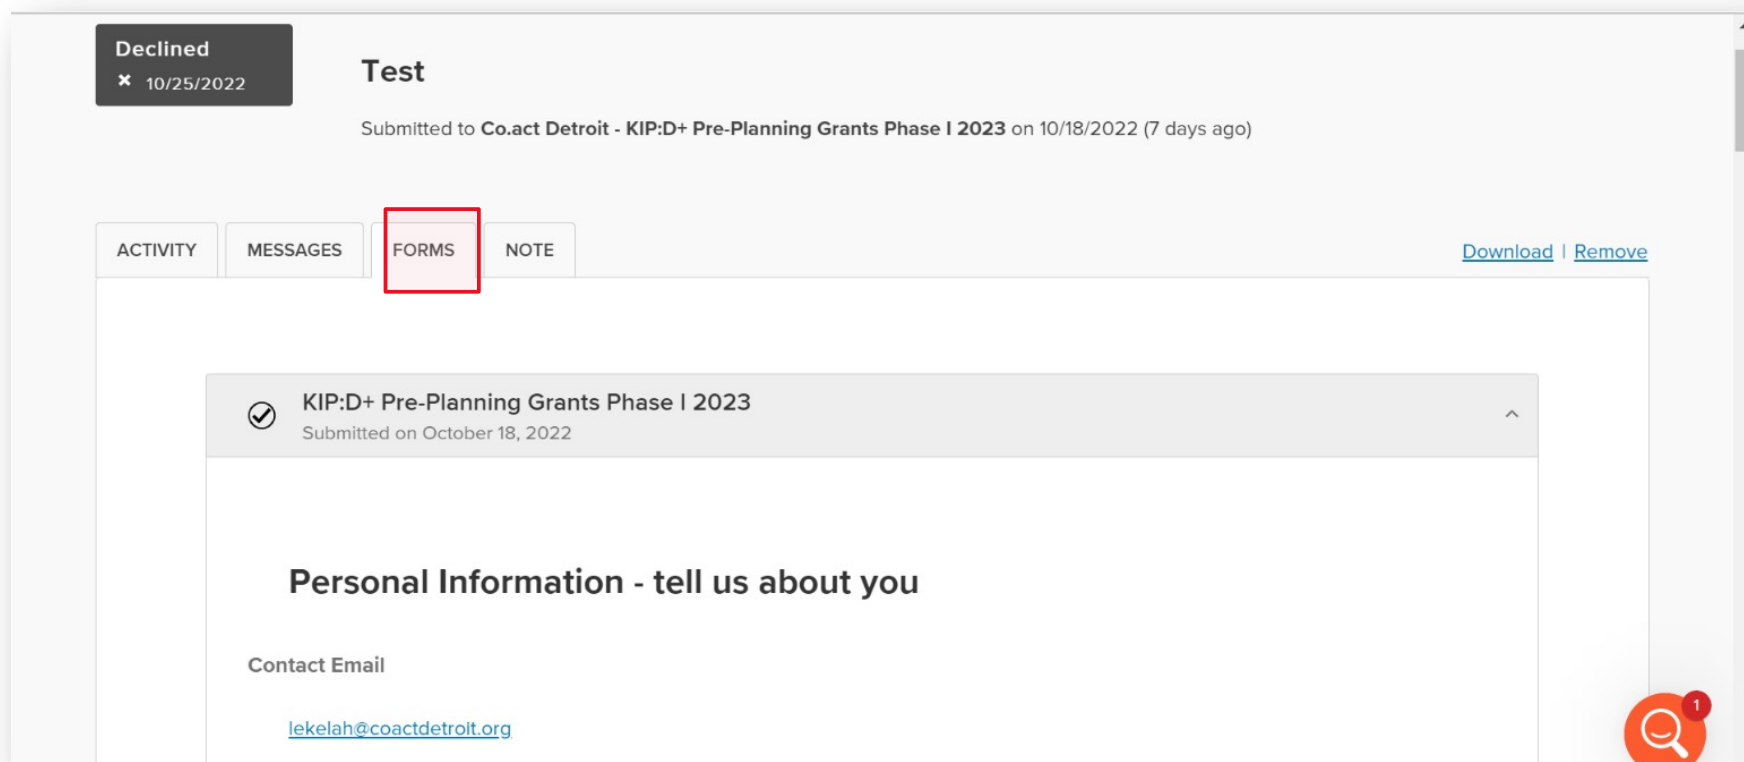 Declined
× 10/25/2022
Test
Submitted to Co.act Detroit - KIP:D+ Pre-Planning Grants Phase I 2023 on 10/18/2022 (7 days ago)
ACTIVITY MESSAGES FORMS NOTE Download | Remove
KIP:D+ Pre-Planning Grants Phase I 2023
Submitted on October 18, 2022
Personal Information - tell us about you
Contact Email
lekelah@coactdetroit.org
1